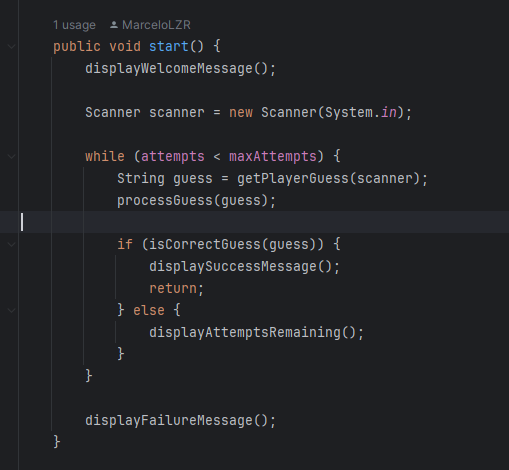 1 usage MarceloLZR
public void start() {
displayWelcomeMessage();
Scanner scanner = new Scanner(System.in);
while (attempts < maxAttempts) {
String guess = getPlayerGuess(scanner);
processGuess(guess);
if (isCorrectGuess(guess)) {
displaySuccessMessage();
return;
} else {
displayAttemptsRemaining();
}
}
displayFailureMessage();
}